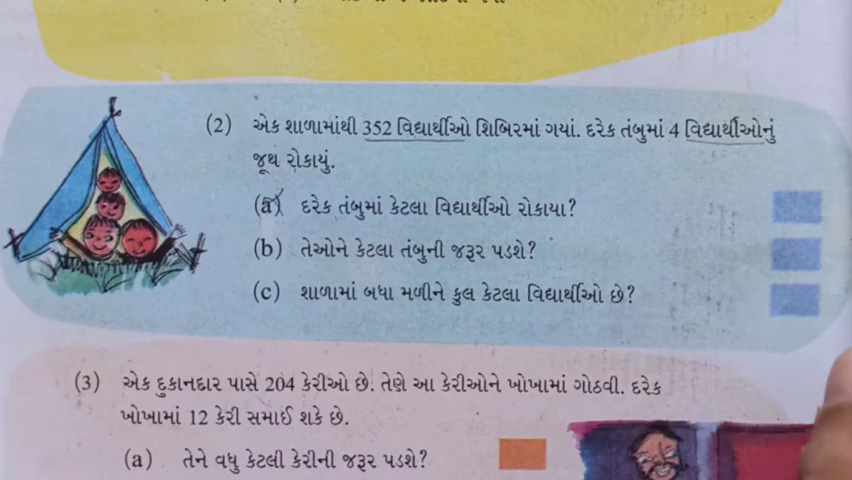 (2) એક શાળામાંથી 352 વિદ્યાર્થીઓ શિબિરમાં ગયાં. દરેક તંબુમાં 4 વિદ્યાર્થીઓનું
જૂથ રોકાયું.
(a) દરેક તંબુમાં કેટલા વિદ્યાર્થીઓ રોકાયા?
(b) તેઓને કેટલા તંબુની જરૂર પડશે?
(c) શાળામાં બધા મળીને કુલ કેટલા વિદ્યાર્થીઓ છે?
(3) એક દુકાનદાર પાસે 204 કેરીઓ છે. તેણે આ કેરીઓને ખોખામાં ગોઠવી. દરેક
ખોખામાં 12 કેરી સમાઈ શકે છે.
(a) તેને વધુ કેટલી કેરીની જરૂર પડશે?